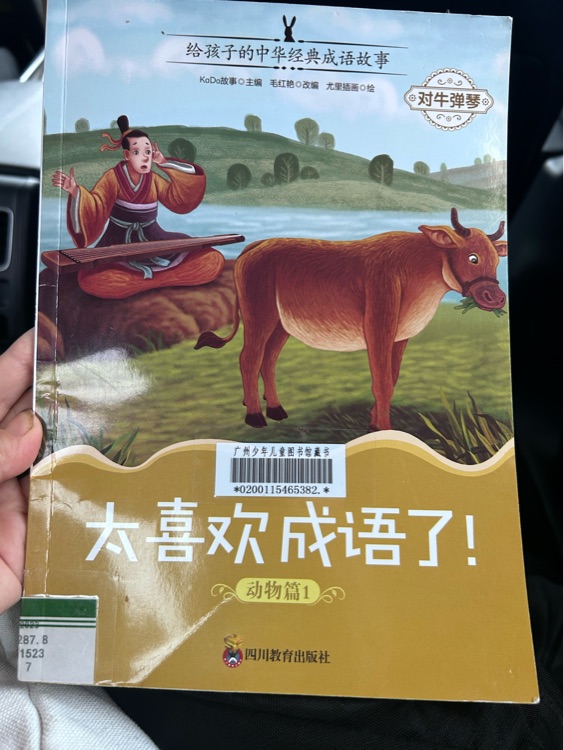 给孩子的中华经典成语故事
KoDo故事◎主编 毛红艳◎改编 尤里插画◎绘
对牛弹琴
广州少年儿童图书馆藏书
*0200115465382.*
太喜欢成语了!
动物篇1
四川教育出版社
287.8
1523
7